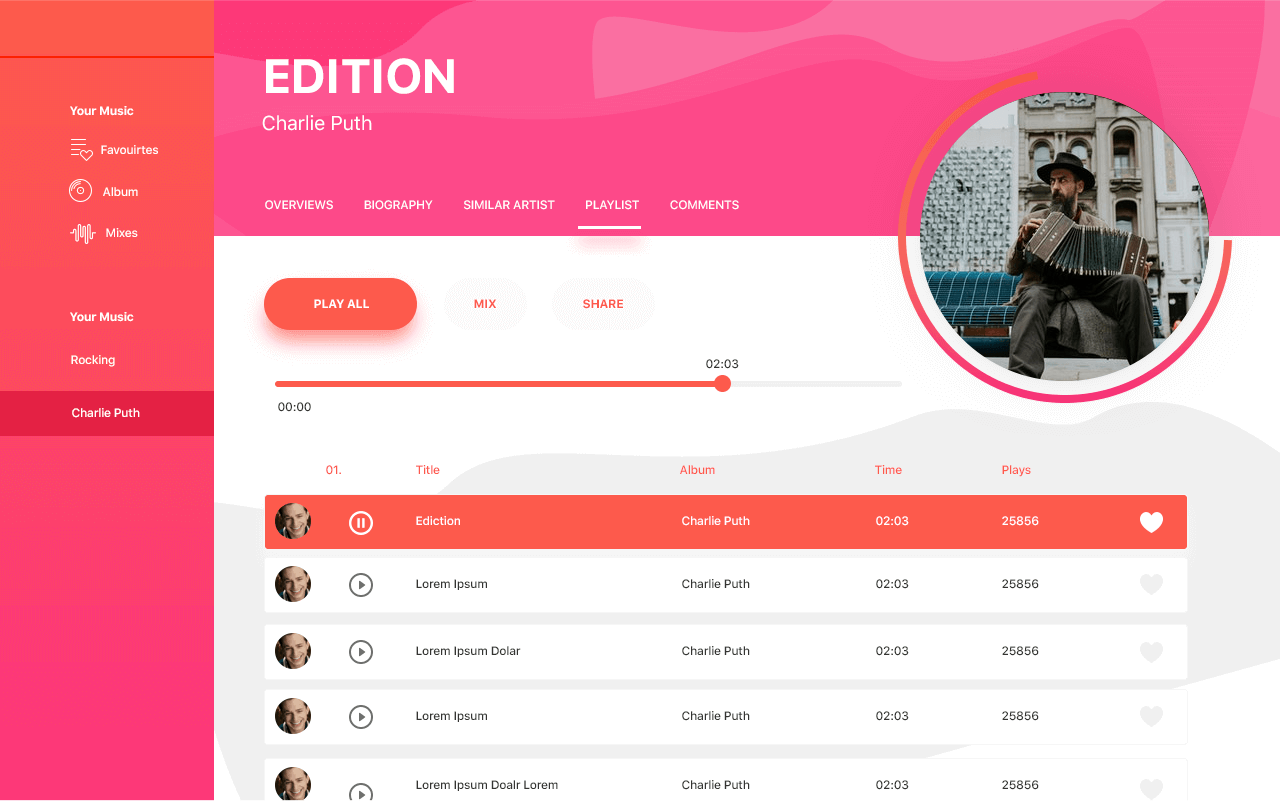 Your Music
Favouirtes
Album
Mixes
Your Music
Rocking
Charlie Puth
EDITION
Charlie Puth
OVERVIEWS BIOGRAPHY SIMILAR ARTIST PLAYLIST COMMENTS
PLAY ALL MIX SHARE
02:03
00:00
01. Title Album Time Plays
Ediction Charlie Puth 02:03 25856
Lorem Ipsum Charlie Puth 02:03 25856
Lorem Ipsum Dolar Charlie Puth 02:03 25856
Lorem Ipsum Charlie Puth 02:03 25856
Lorem Ipsum Doalr Lorem Charlie Puth 02:03 25856